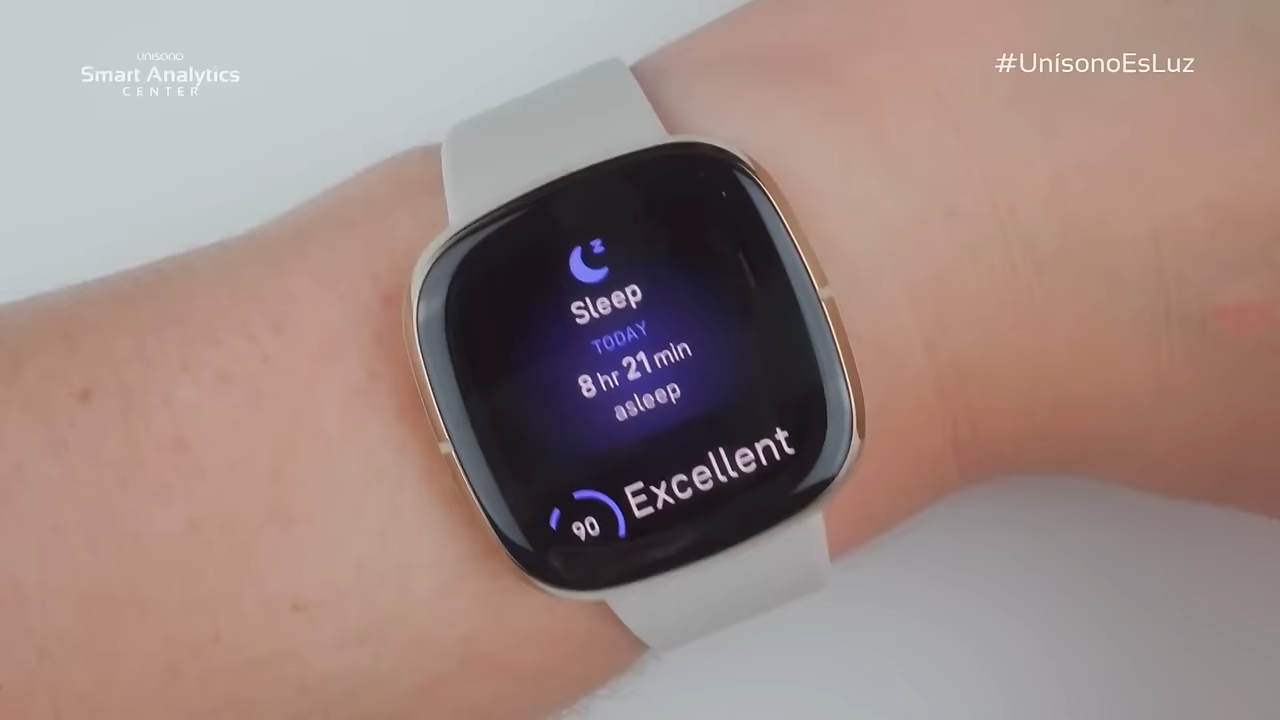 UNISONO
Smart Analytics
CENTER
#UnísonoEsLuz
Sleep
TODAY
8 hr 21 min
asleep
Excellent
90